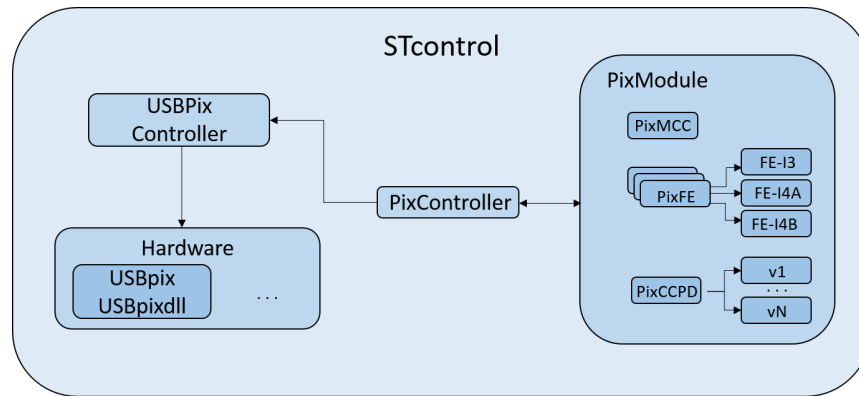 STcontrol
USBPix
Controller
Hardware
USBpix
USBpixdll
...
PixController
PixModule
PixMCC
PixFE
FE-I3
FE-I4A
FE-I4B
PixCCPD
v1
...
vN